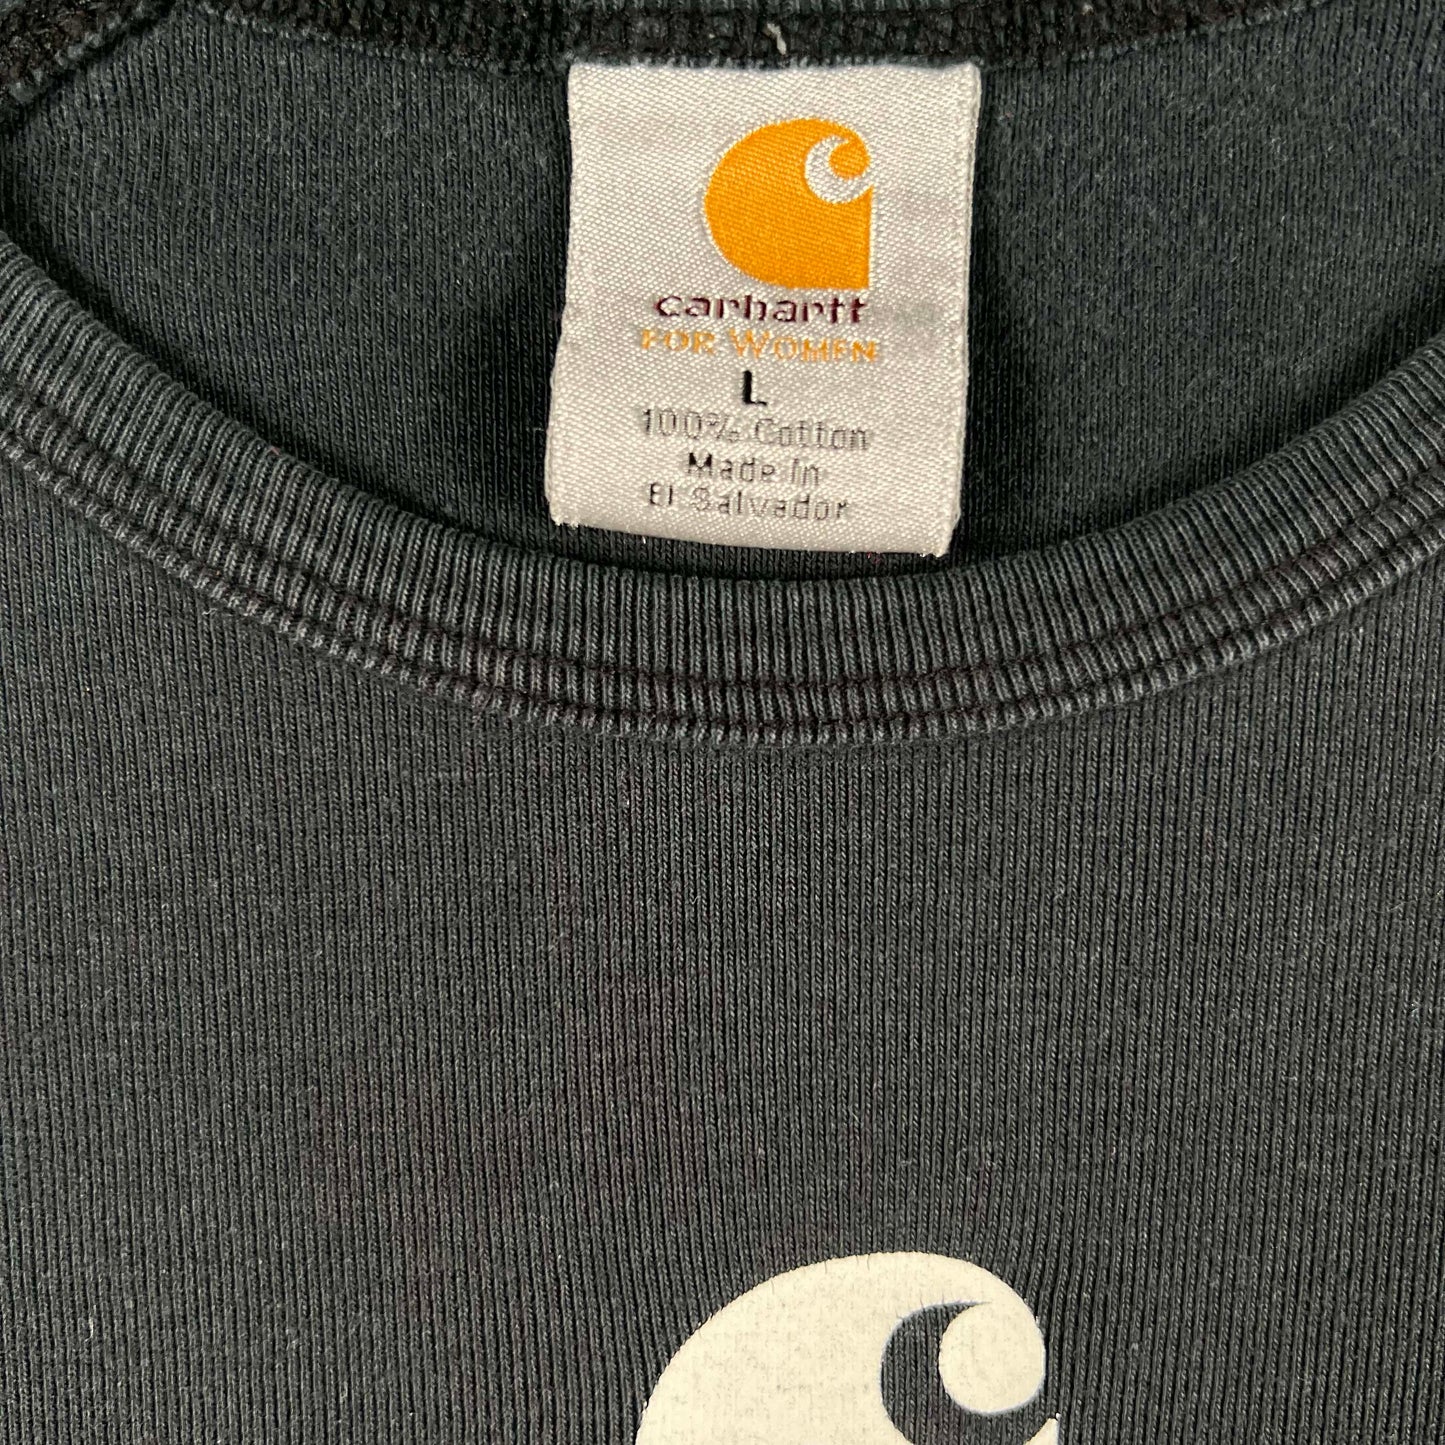 carhartt
FOR WOMEN
L
100% Cotton
Made In
El Salvador